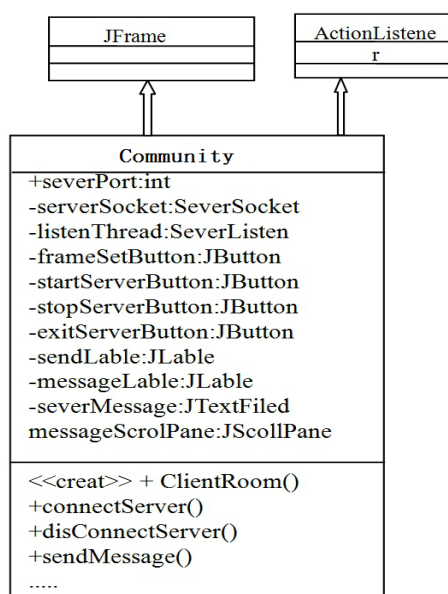 JFrame
ActionListene
r
Community
+severPort:int
-serverSocket:SeverSocket
-listenThread:SeverListen
-frameSetButton:JButton
-startServerButton:JButton
-stopServerButton:JButton
-exitServerButton:JButton
-sendLable:JLable
-messageLable:JLable
-severMessage:JTextFiled
messageScrolPane:JScollPane
<<creat>> + ClientRoom()
+connectServer()
+disConnectServer()
+sendMessage()
.....